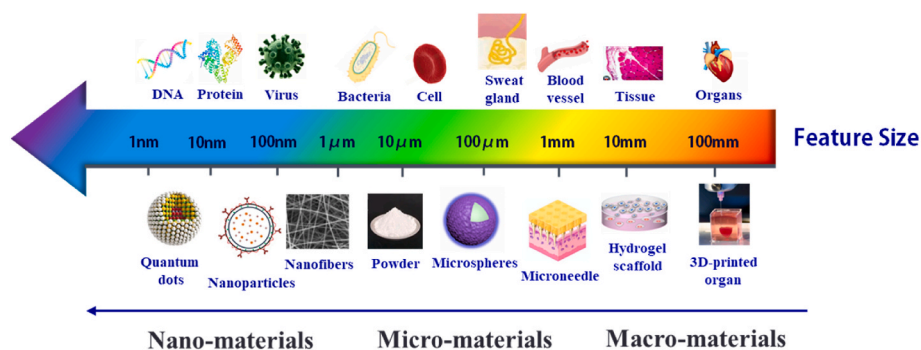 DNA
Protein
Virus
Bacteria
Cell
Sweat
gland
Blood
vessel
Tissue
Organs
1nm
10nm
100nm
1μm
10μm
100μm
1mm
10mm
100mm
Feature Size
Quantum
dots
Nanoparticles
Nanofibers
Powder
Microspheres
Microneedle
Hydrogel
scaffold
3D-printed
organ
Nano-materials
Micro-materials
Macro-materials